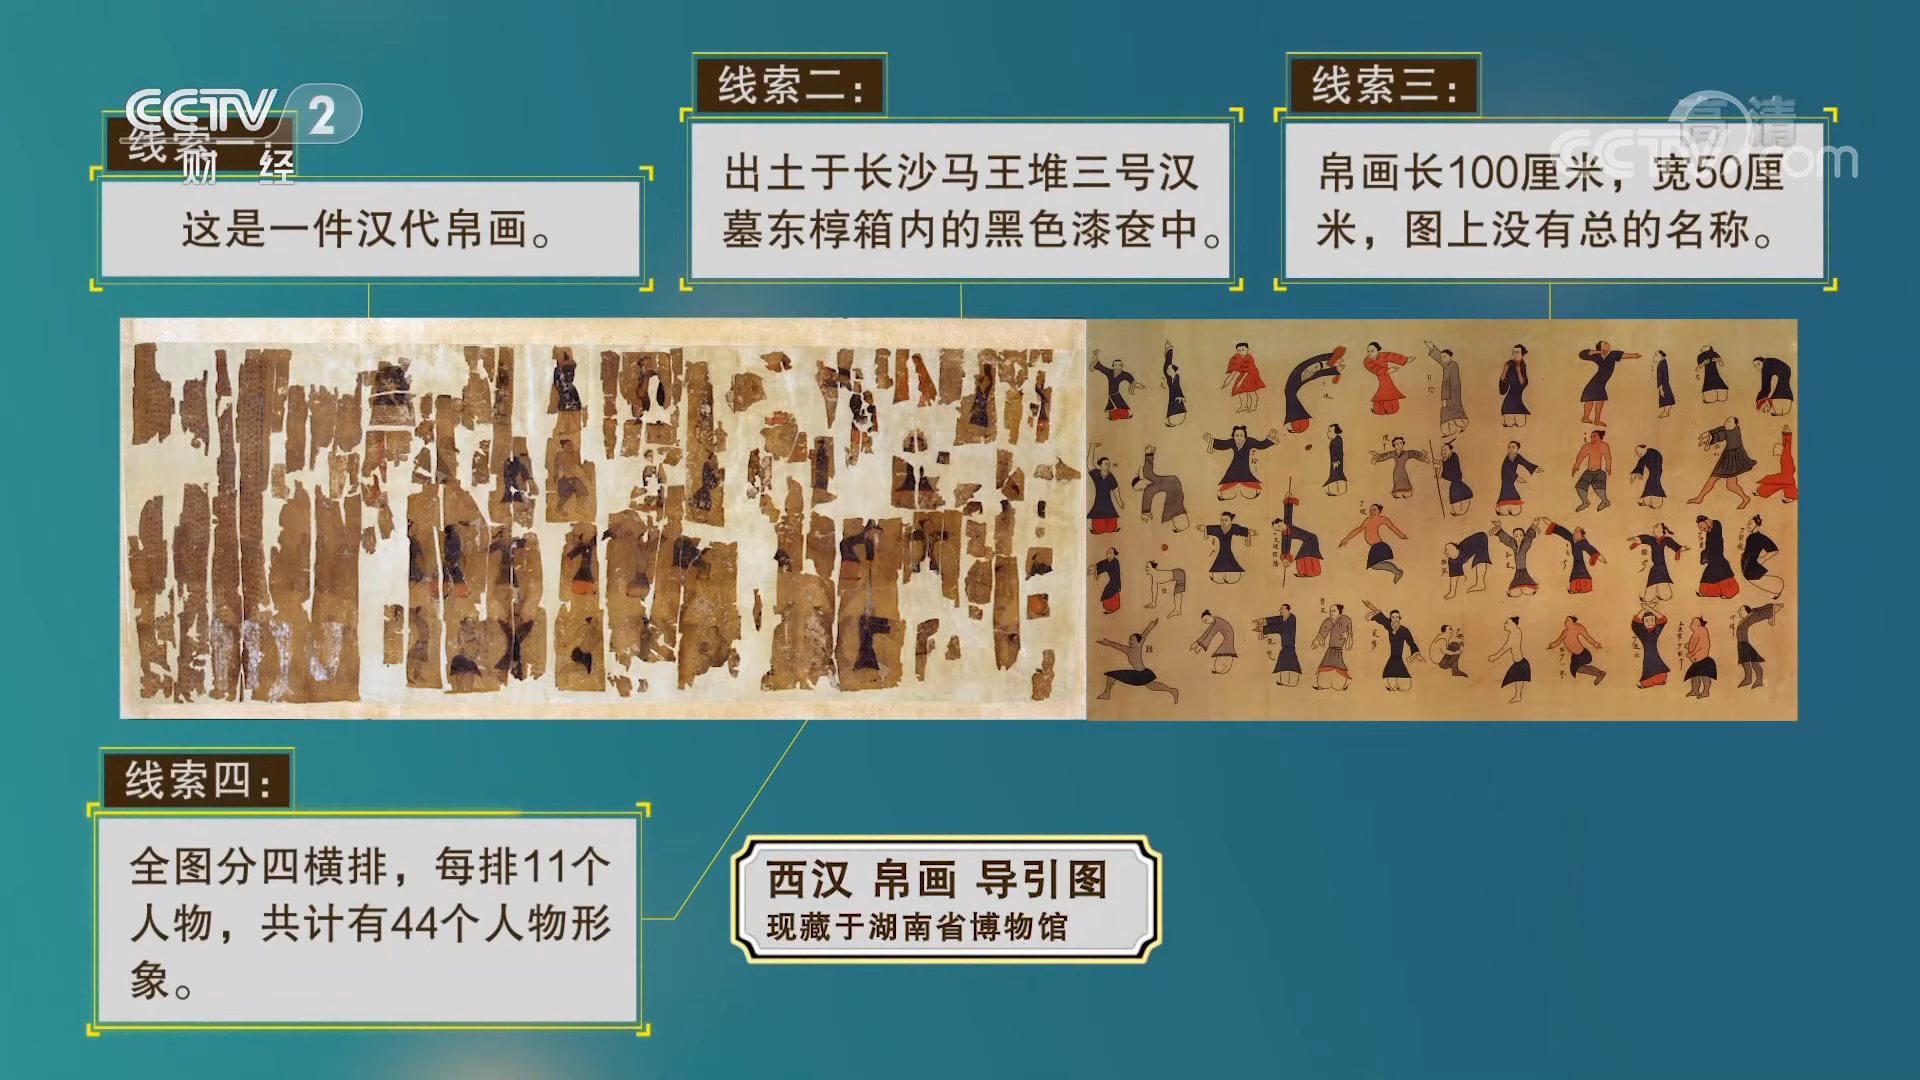 CCTV 2
财 经
高清
CCTV.com
线索一：
这是一件汉代帛画。
线索二：
出土于长沙马王堆三号汉
墓东椁箱内的黑色漆奁中。
线索三：
帛画长100厘米，宽50厘
米，图上没有总的名称。
线索四：
全图分四横排，每排11个
人物，共计有44个人物形
象。
西汉 帛画 导引图
现藏于湖南省博物馆